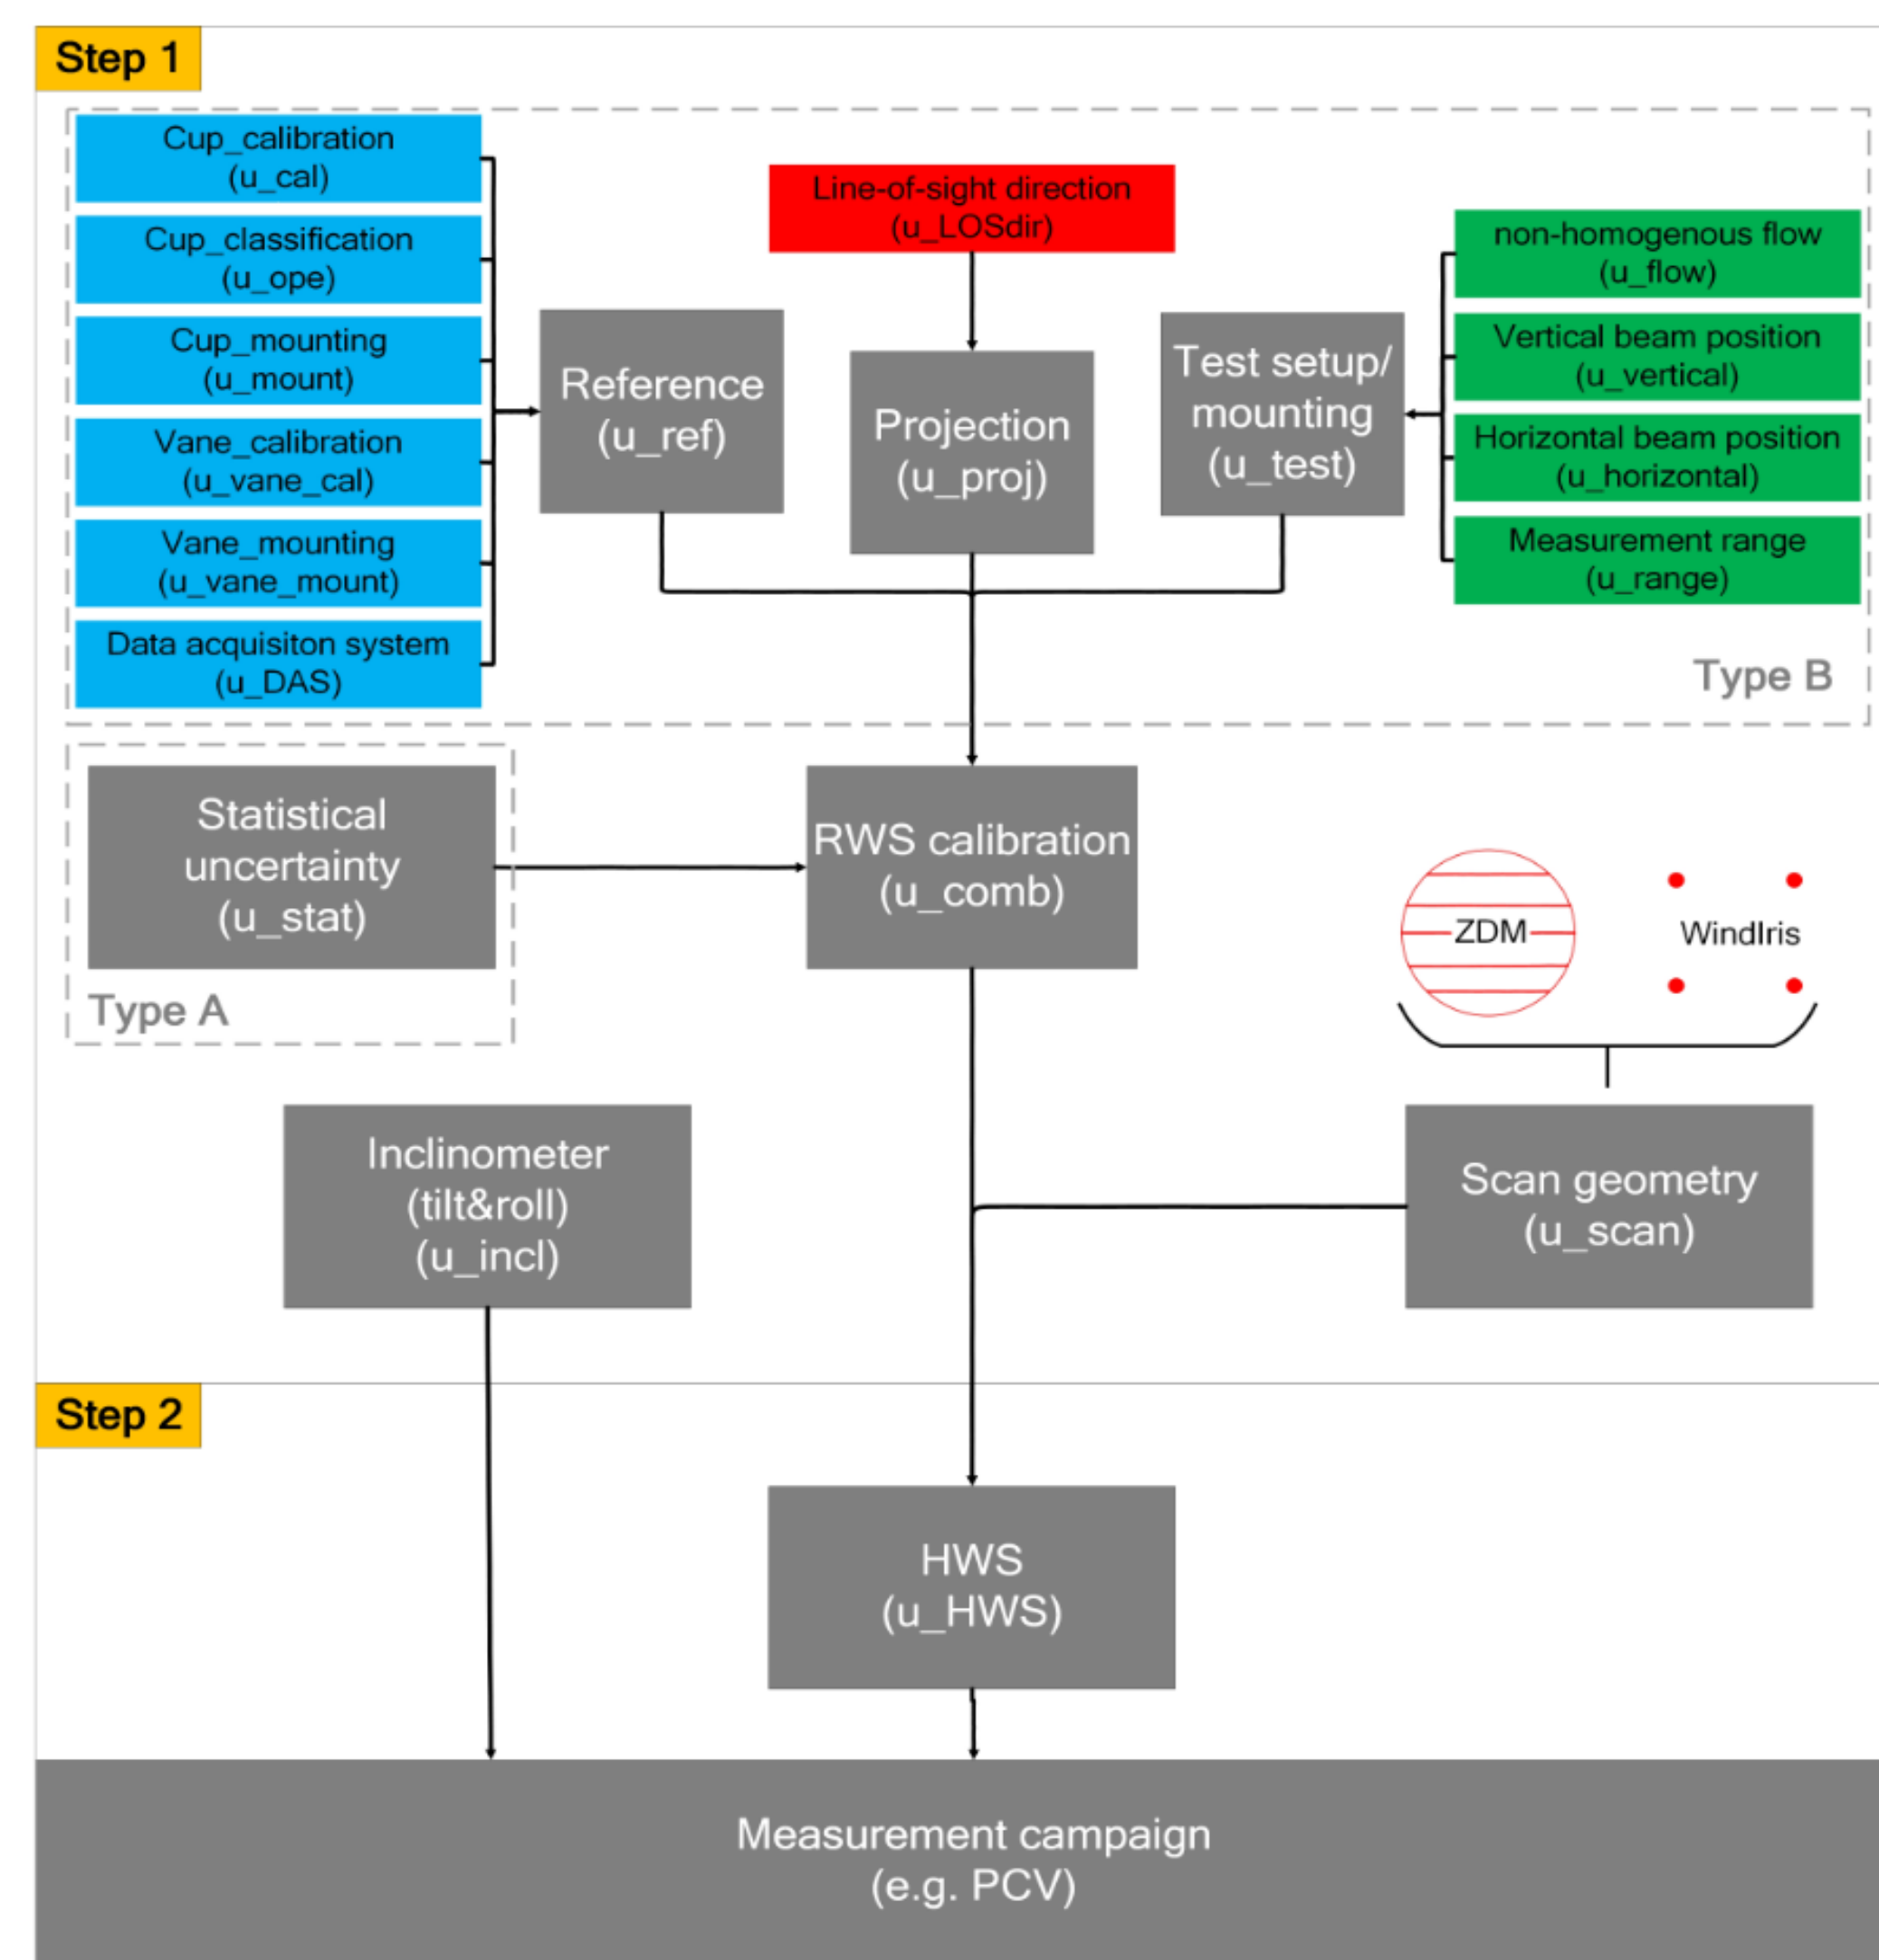 Step 1
Cup_calibration
(u_cal)
Cup_classification
(u_ope)
Cup_mounting
(u_mount)
Vane_calibration
(u_vane_cal)
Vane_mounting
(u_vane_mount)
Data acquisiton system
(u_DAS)
Reference
(u_ref)
Line-of-sight direction
(u_LOSdir)
Projection
(u_proj)
Test setup/
mounting
(u_test)
non-homogenous flow
(u_flow)
Vertical beam position
(u_vertical)
Horizontal beam position
(u_horizontal)
Measurement range
(u_range)
Type B
Statistical
uncertainty
(u_stat)
Type A
RWS calibration
(u_comb)
ZDM
WindIris
Inclinometer
(tilt&roll)
(u_incl)
Scan geometry
(u_scan)
Step 2
HWS
(u_HWS)
Measurement campaign
(e.g. PCV)